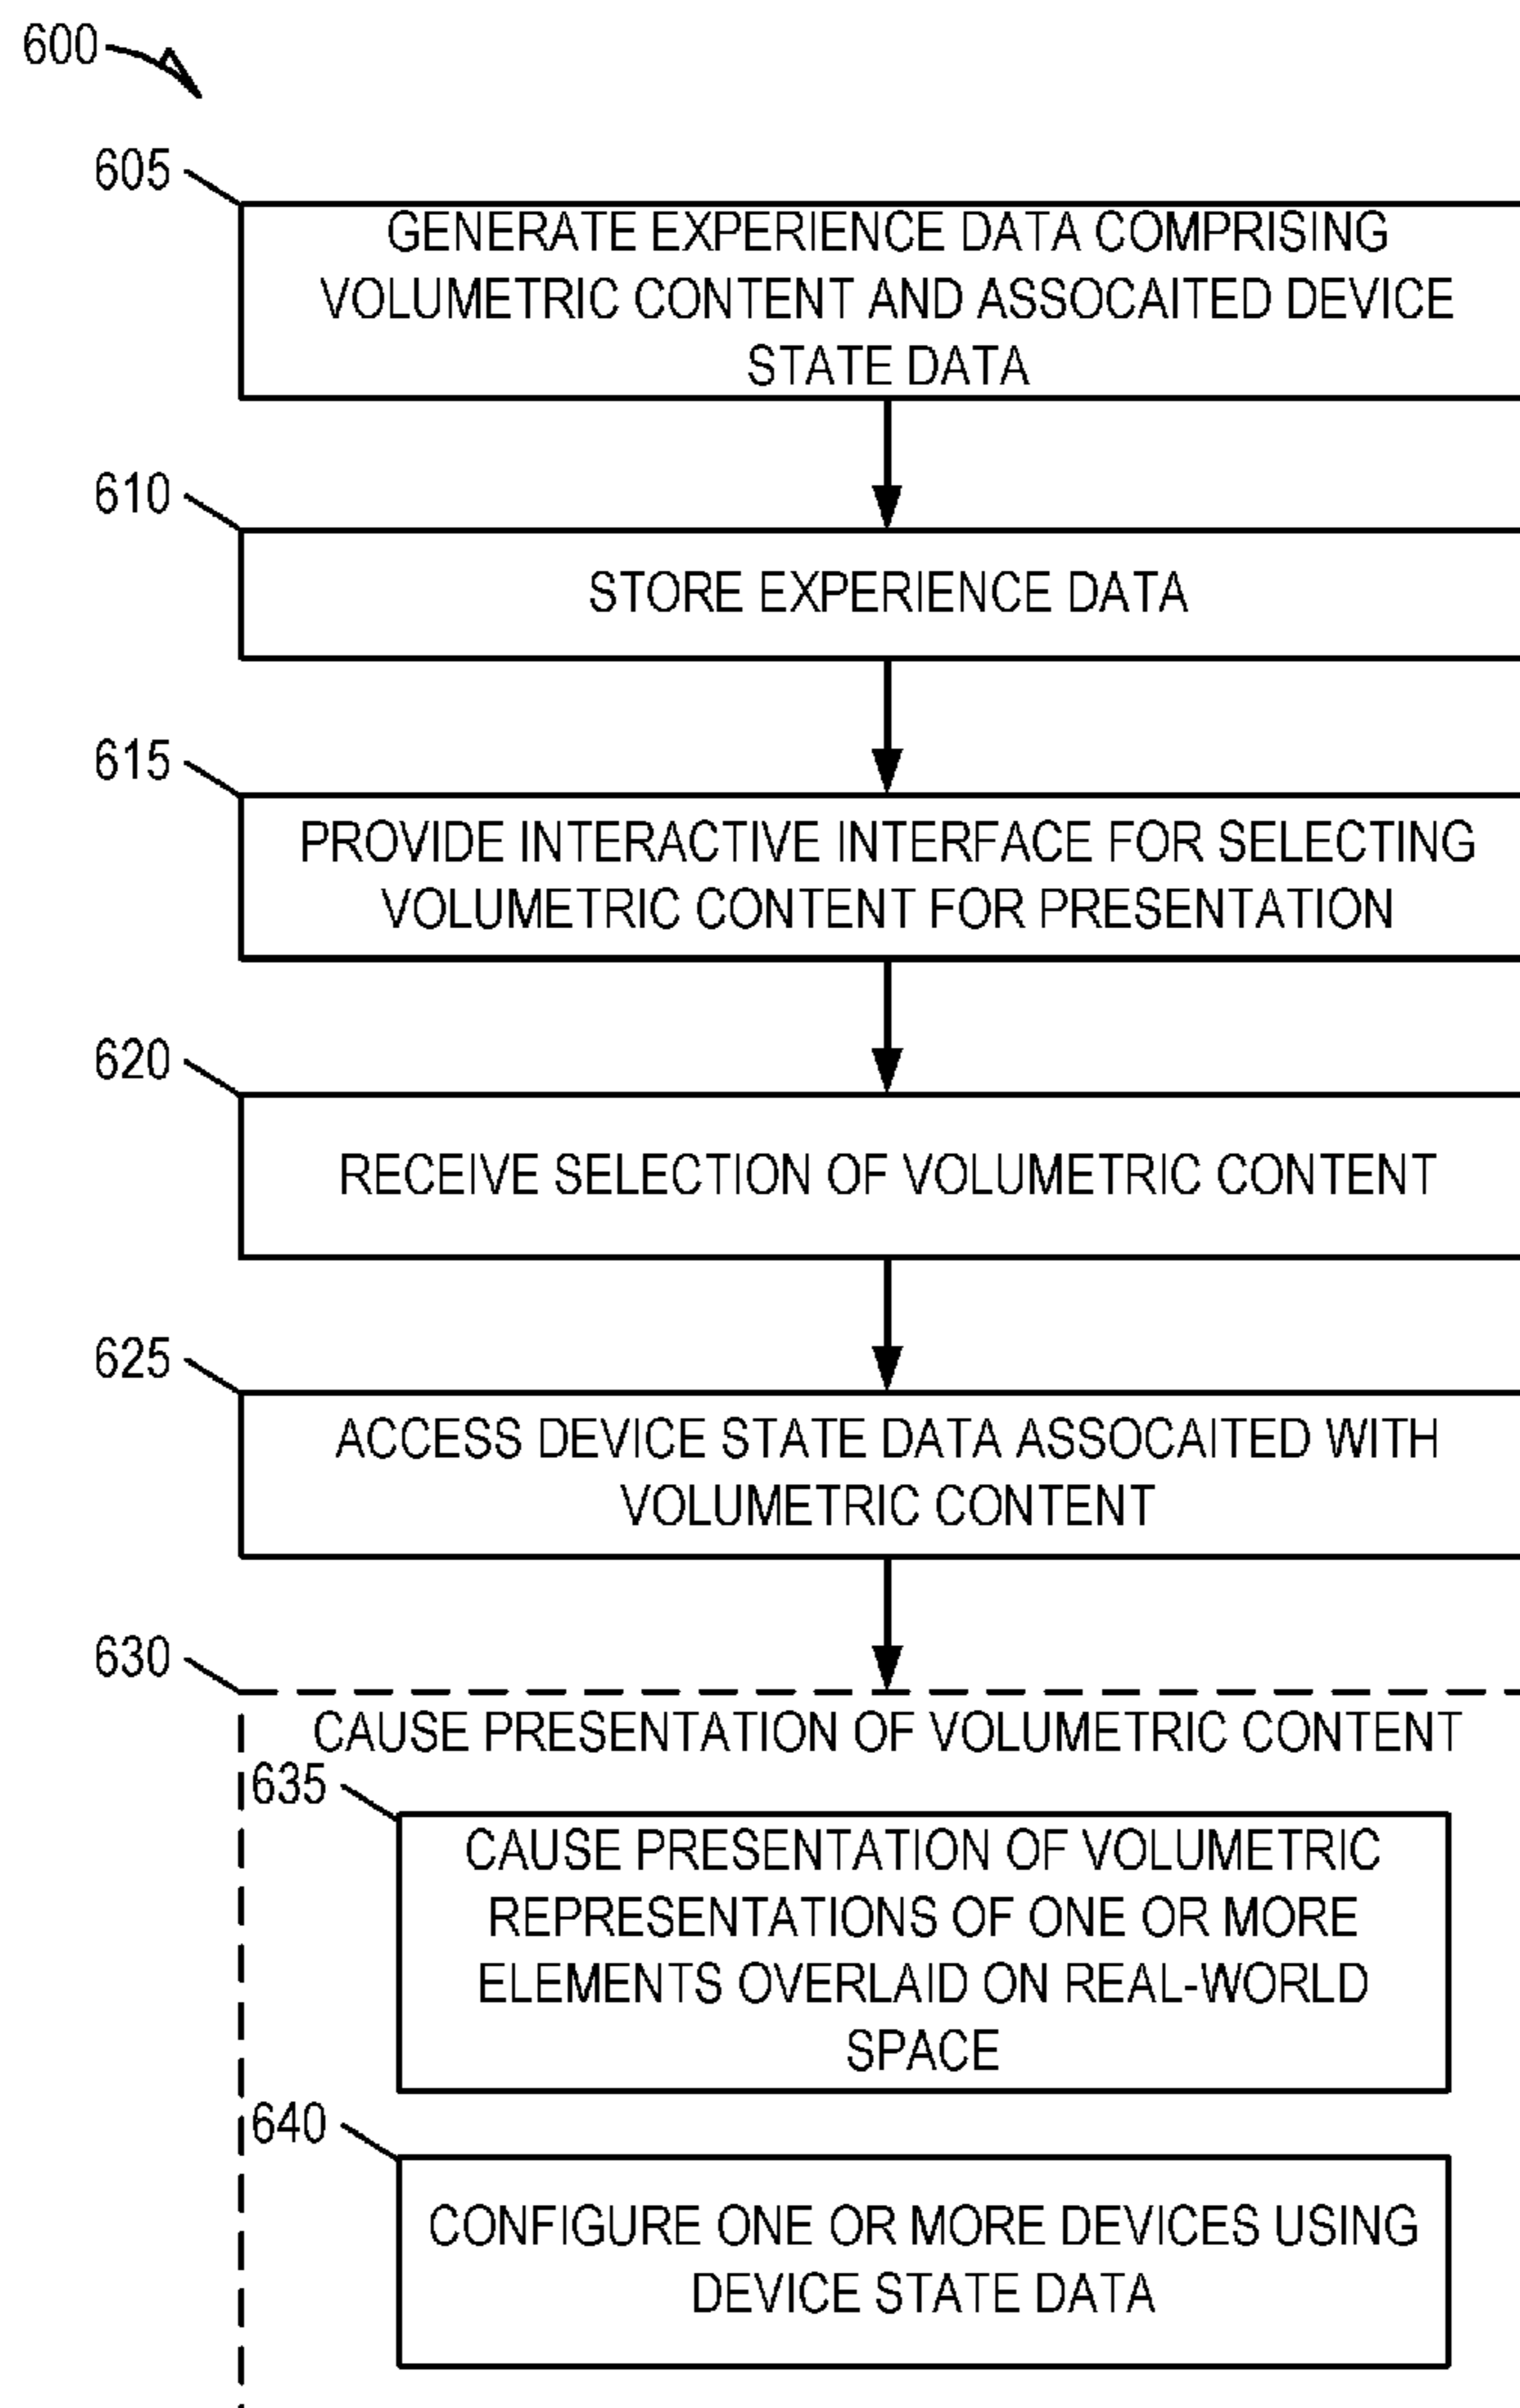 600
605
GENERATE EXPERIENCE DATA COMPRISING
VOLUMETRIC CONTENT AND ASSOCAITED DEVICE
STATE DATA
610
STORE EXPERIENCE DATA
615
PROVIDE INTERACTIVE INTERFACE FOR SELECTING
VOLUMETRIC CONTENT FOR PRESENTATION
620
RECEIVE SELECTION OF VOLUMETRIC CONTENT
625
ACCESS DEVICE STATE DATA ASSOCAITED WITH
VOLUMETRIC CONTENT
630
CAUSE PRESENTATION OF VOLUMETRIC CONTENT
635
CAUSE PRESENTATION OF VOLUMETRIC
REPRESENTATIONS OF ONE OR MORE
ELEMENTS OVERLAID ON REAL-WORLD
SPACE
640
CONFIGURE ONE OR MORE DEVICES USING
DEVICE STATE DATA